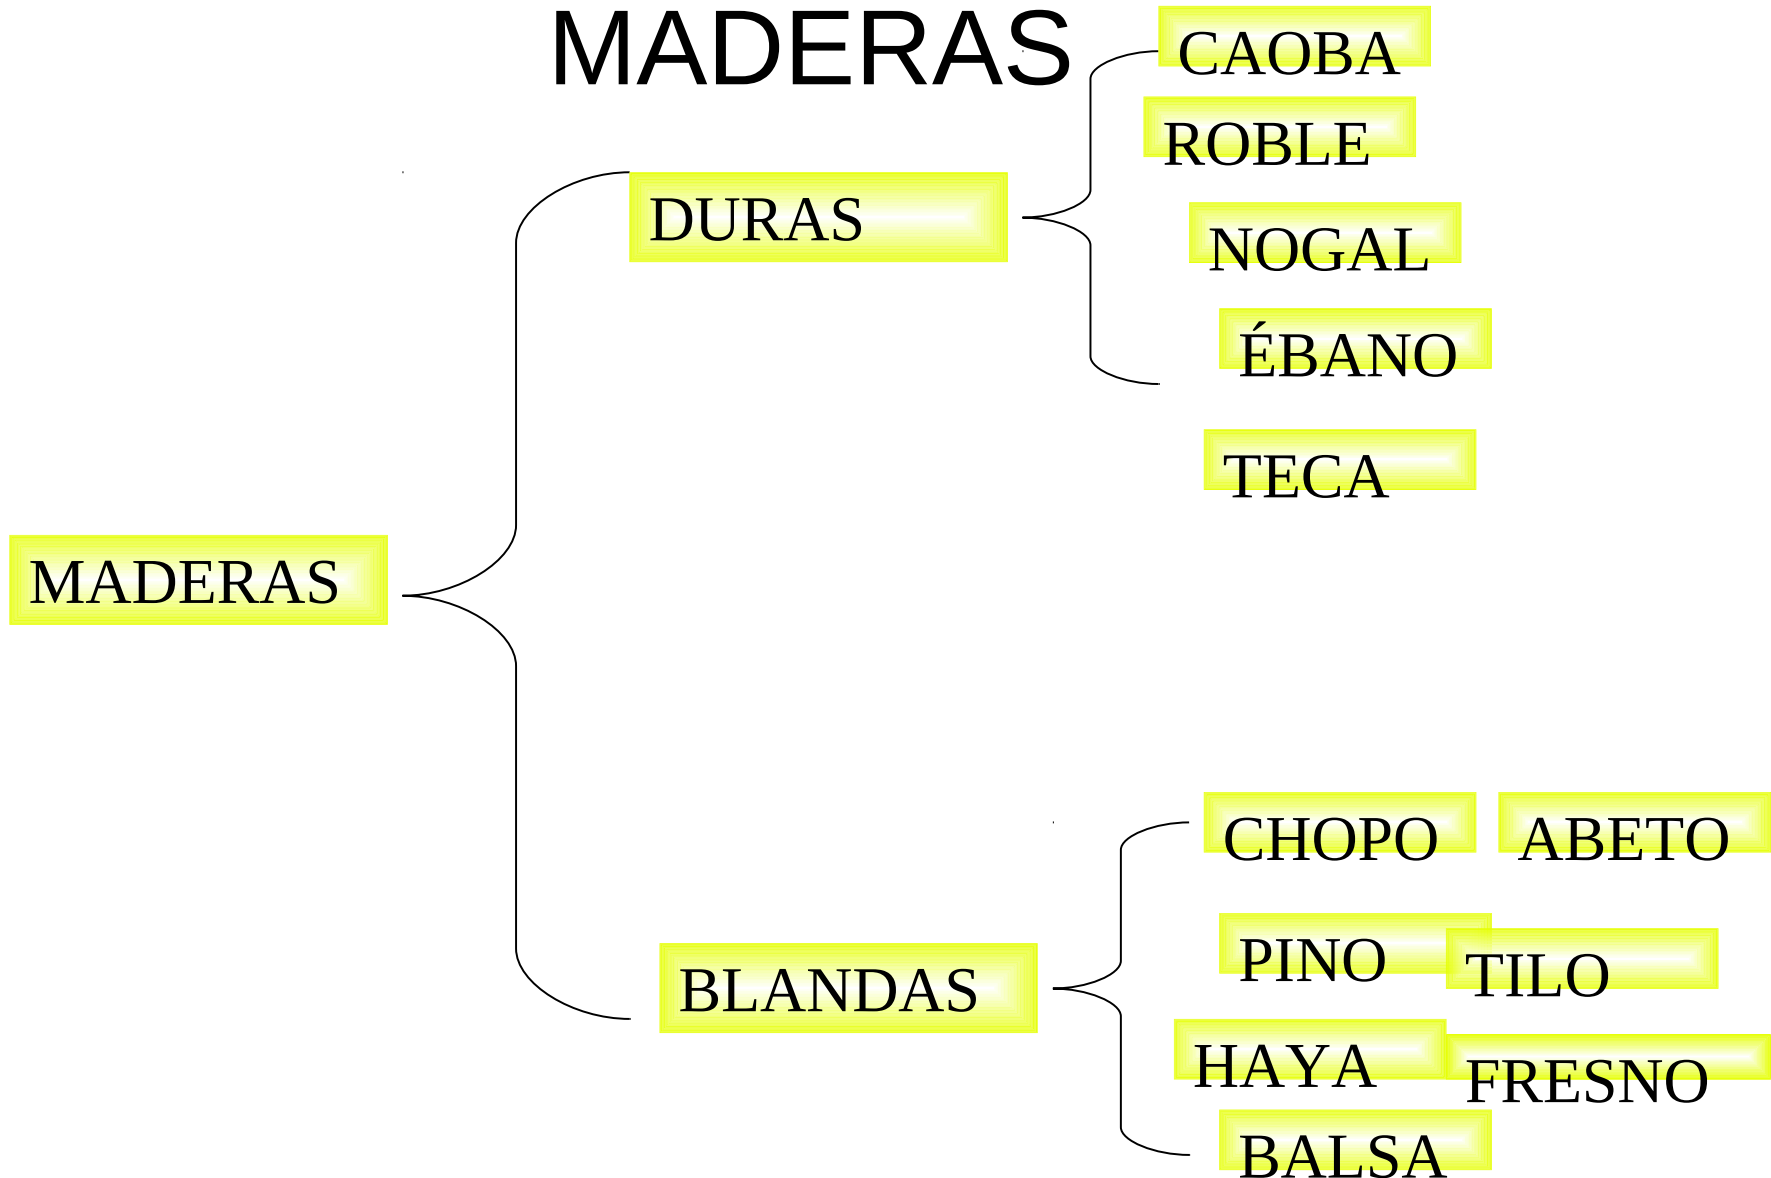 MADERAS
CAOBA
ROBLE
DURAS
NOGAL
ÉBANO
TECA
MADERAS
CHOPO ABETO
PINO
TILO
BLANDAS
HAYA
FRESNO
BALSA